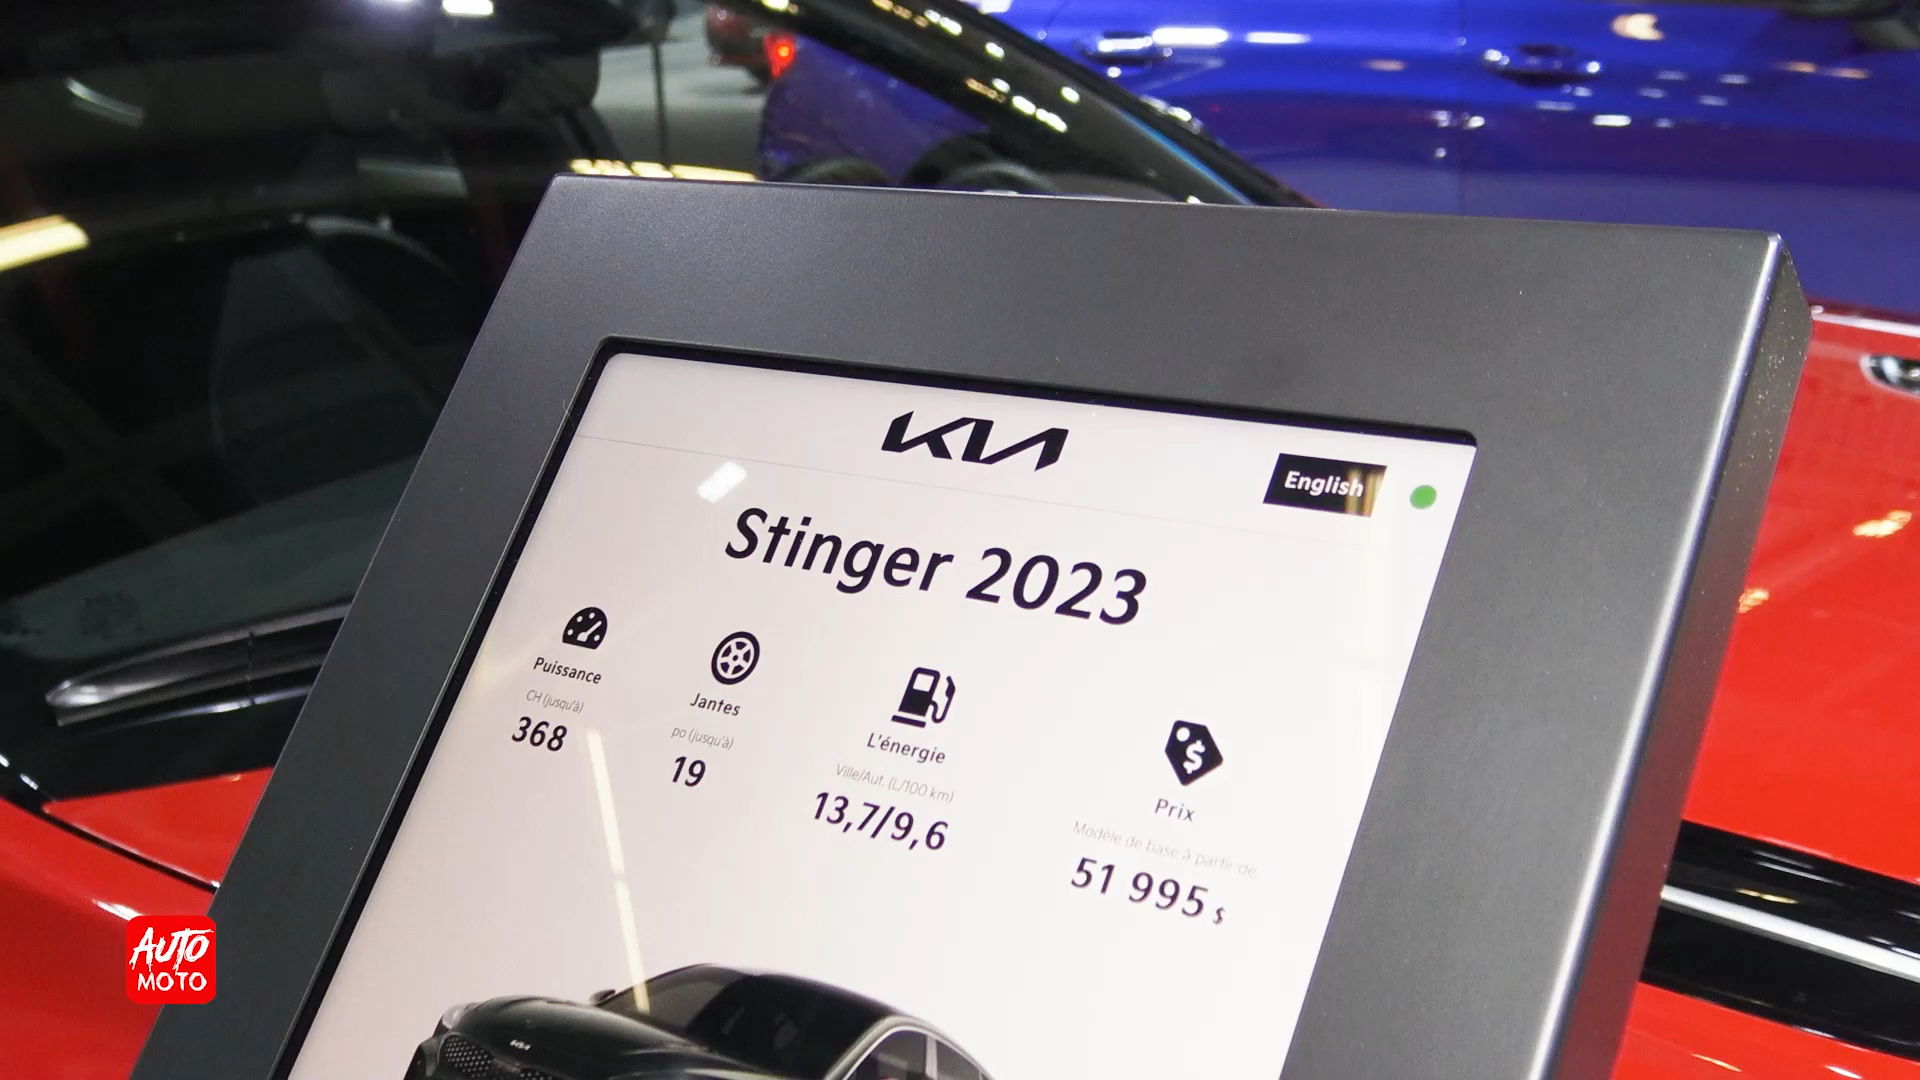 KIA
English
Stinger 2023
Puissance
CH (jusqu'à)
368
Jantes
po (jusqu'à)
19
L'énergie
Ville/Aut. (L/100 km)
13,7/9,6
Prix
Modèle de base à partir de
51 995 $
AUTO
MOTO
KIA